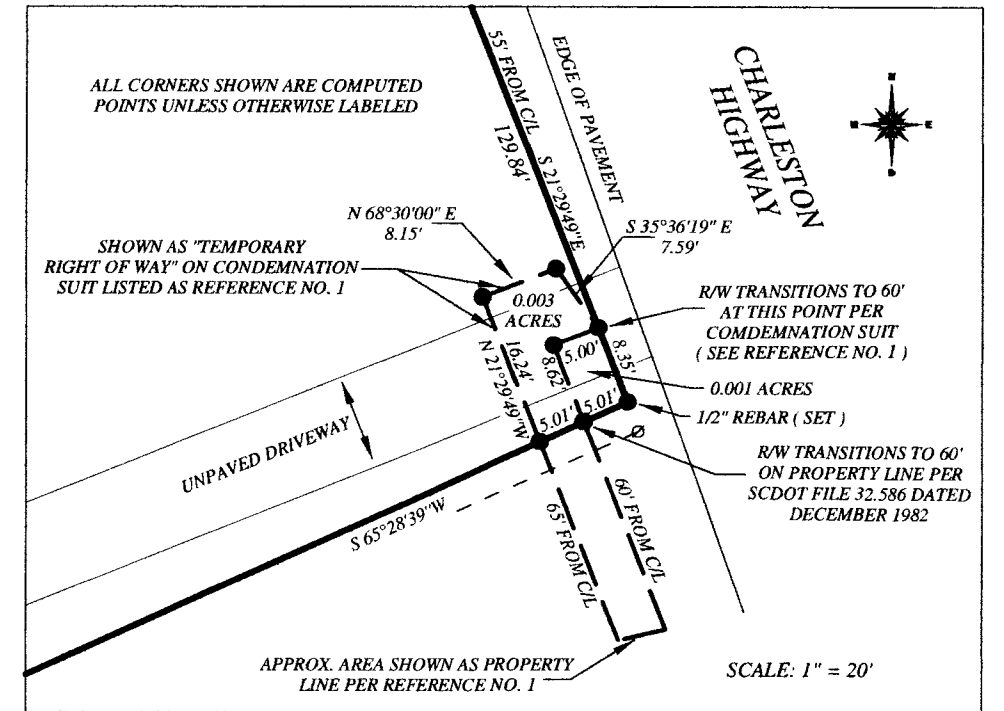 ALL CORNERS SHOWN ARE COMPUTED
POINTS UNLESS OTHERWISE LABELED
55' FROM C/L
129.84'
S 21°29'49"E
EDGE OF PAVEMENT
CHARLESTON
HIGHWAY
N 68°30'00" E
8.15'
S 35°36'19" E
7.59'
SHOWN AS "TEMPORARY
RIGHT OF WAY" ON CONDEMNATION
SUIT LISTED AS REFERENCE NO. 1
0.003
ACRES
R/W TRANSITIONS TO 60'
AT THIS POINT PER
COMDEMNATION SUIT
( SEE REFERENCE NO. 1 )
16.24'
N 21°29'49"W
8.62'
5.00'
8.35'
0.001 ACRES
5.01'
5.01'
1/2" REBAR ( SET )
UNPAVED DRIVEWAY
R/W TRANSITIONS TO 60'
ON PROPERTY LINE PER
SCDOT FILE 32.586 DATED
DECEMBER 1982
S 65°28'39"W
65' FROM C/L
60' FROM C/L
APPROX. AREA SHOWN AS PROPERTY
LINE PER REFERENCE NO. 1
SCALE: 1" = 20'